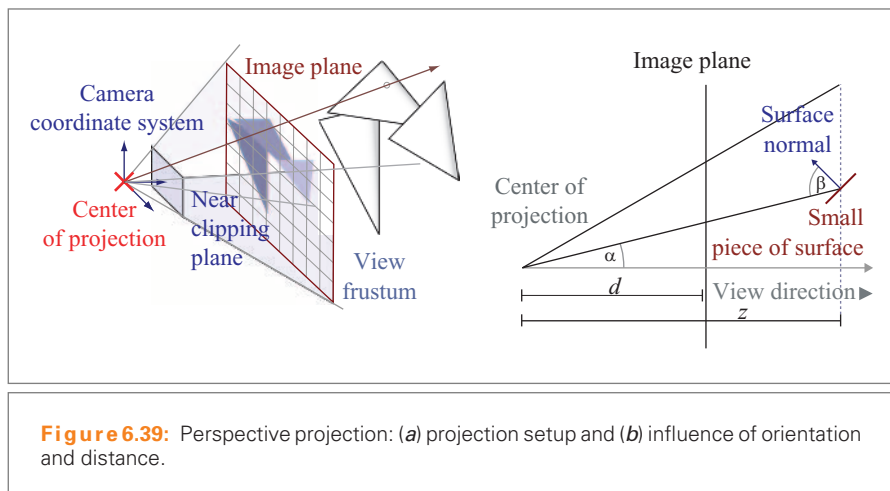 Image plane
Camera
coordinate system
Center
of projection
Near
clipping
plane
View
frustum
Image plane
Surface
normal
Center of
projection
β
Small
piece of surface
α
d
View direction
z
Figure 6.39: Perspective projection: (a) projection setup and (b) influence of orientation
and distance.